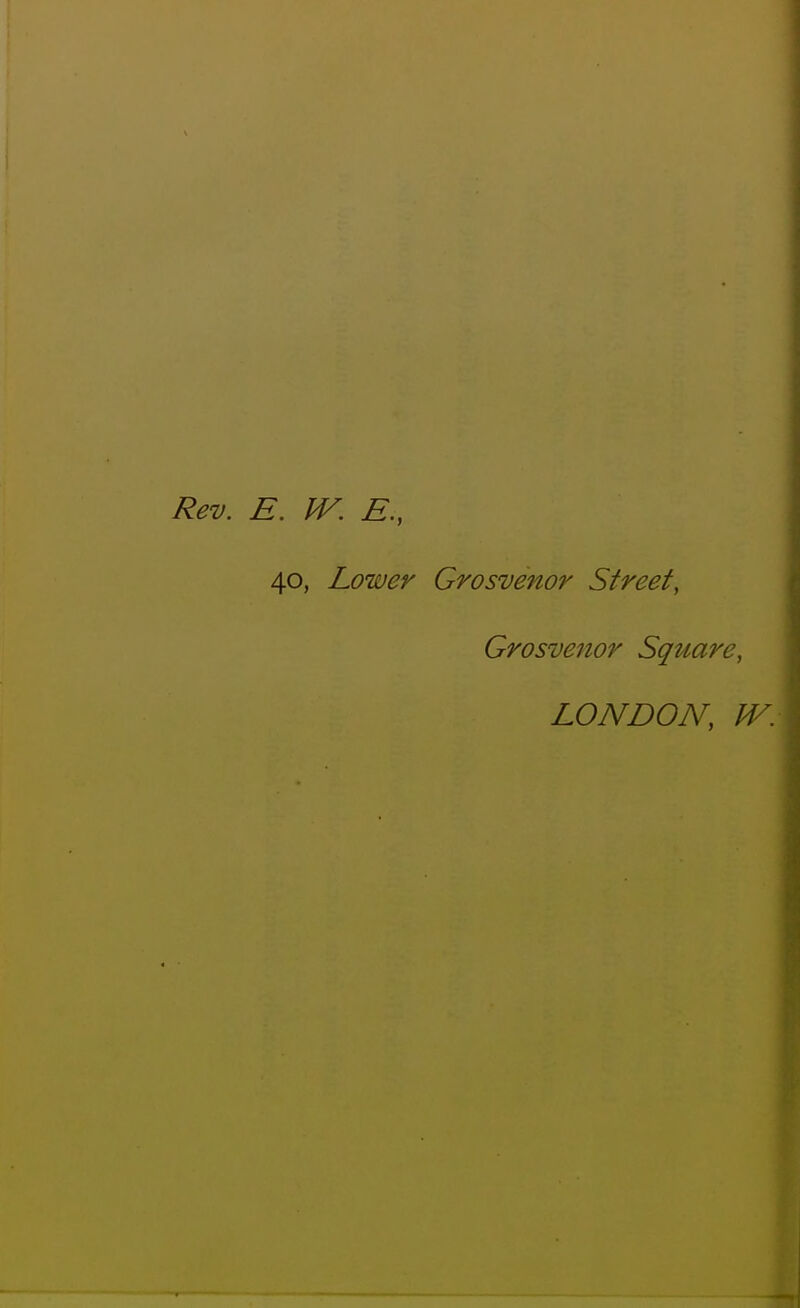 Rev. E. W. E.,
40, Lower Grosvenor Street,
Grosvenor Square,
LONDON, W.